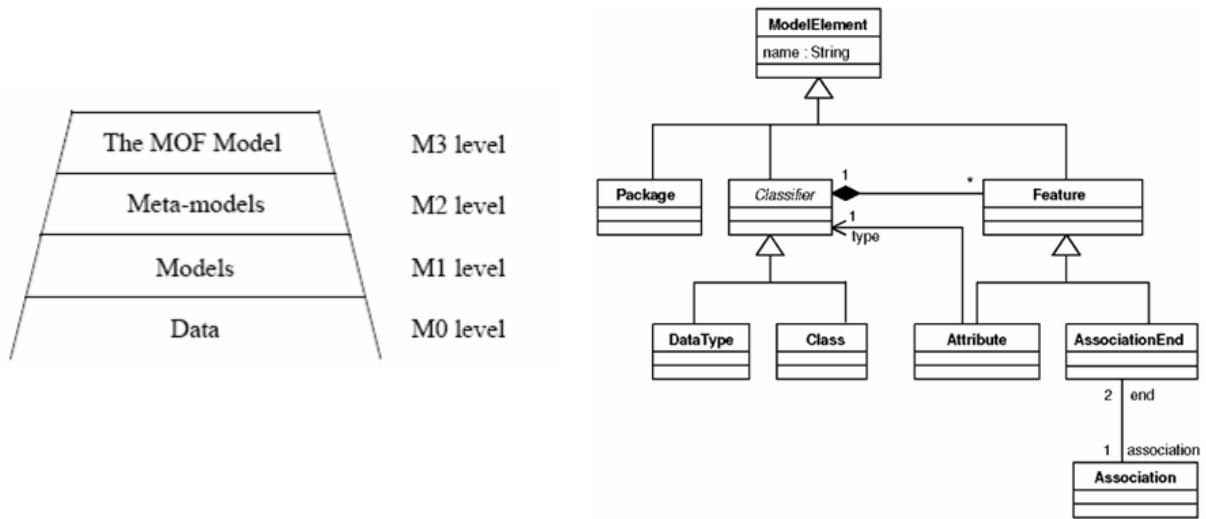 The MOF Model
M3 level
Meta-models
M2 level
Models
M1 level
Data
M0 level
ModelElement
name : String
Package
Classifier
1
*
Feature
1
type
DataType
Class
Attribute
AssociationEnd
2
end
1
association
Association